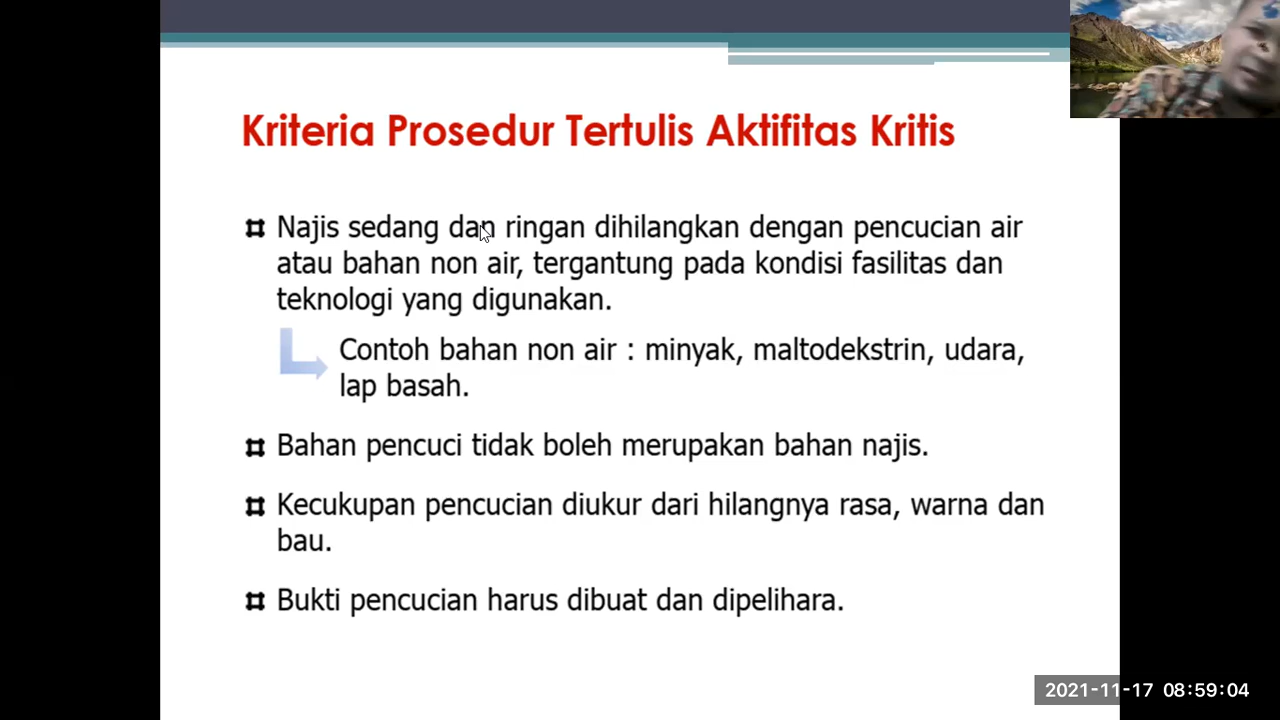 Kriteria Prosedur Tertulis Aktifitas Kritis
Najis sedang dan ringan dihilangkan dengan pencucian air
atau bahan non air, tergantung pada kondisi fasilitas dan
teknologi yang digunakan.
Contoh bahan non air : minyak, maltodekstrin, udara,
lap basah.
Bahan pencuci tidak boleh merupakan bahan najis.
Kecukupan pencucian diukur dari hilangnya rasa, warna dan
bau.
Bukti pencucian harus dibuat dan dipelihara.
2021-11-17 08:59:04